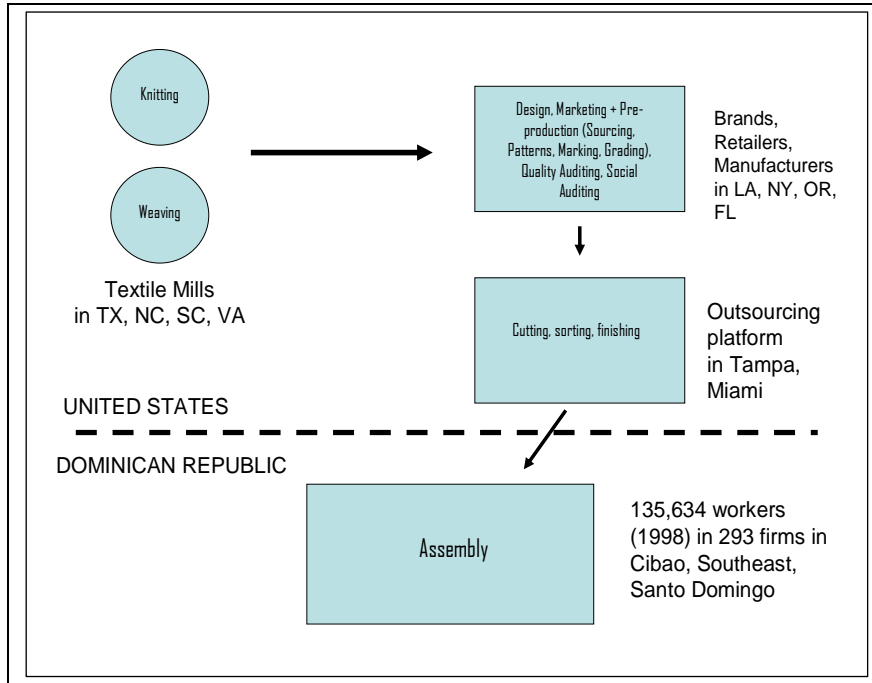 Knitting
Weaving
Textile Mills
in TX, NC, SC, VA
Design, Marketing + Pre-
production (Sourcing,
Patterns, Marking, Grading),
Quality Auditing, Social
Auditing
Brands,
Retailers,
Manufacturers
in LA, NY, OR,
FL
Cutting, sorting, finishing
Outsourcing
platform
in Tampa,
Miami
UNITED STATES
DOMINICAN REPUBLIC
Assembly
135,634 workers
(1998) in 293 firms in
Cibao, Southeast,
Santo Domingo